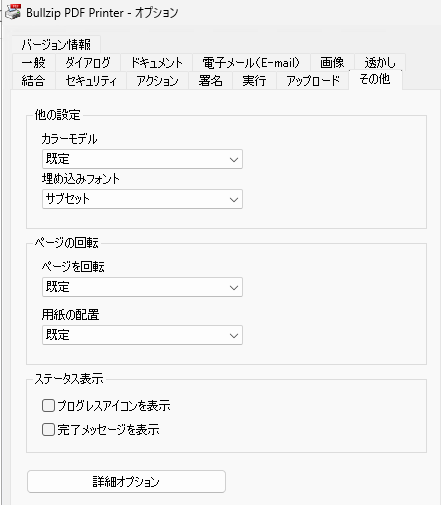 Bullzip PDF Printer - オプション
バージョン情報
一般 ダイアログ ドキュメント 電子メール(E-mail) 画像 透かし
結合 セキュリティ アクション 署名 実行 アップロード その他
他の設定
カラーモデル
既定
埋め込みフォント
サブセット
ページの回転
ページを回転
既定
用紙の配置
既定
ステータス表示
プログレスアイコンを表示
完了メッセージを表示
詳細オプション